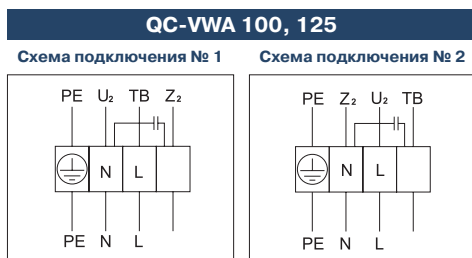 QC-VWA 100, 125
Схема подключения № 1
Схема подключения № 2
PE U₂ TB Z₂
N L
PE N L
PE Z₂ U₂ TB
N L
PE N L